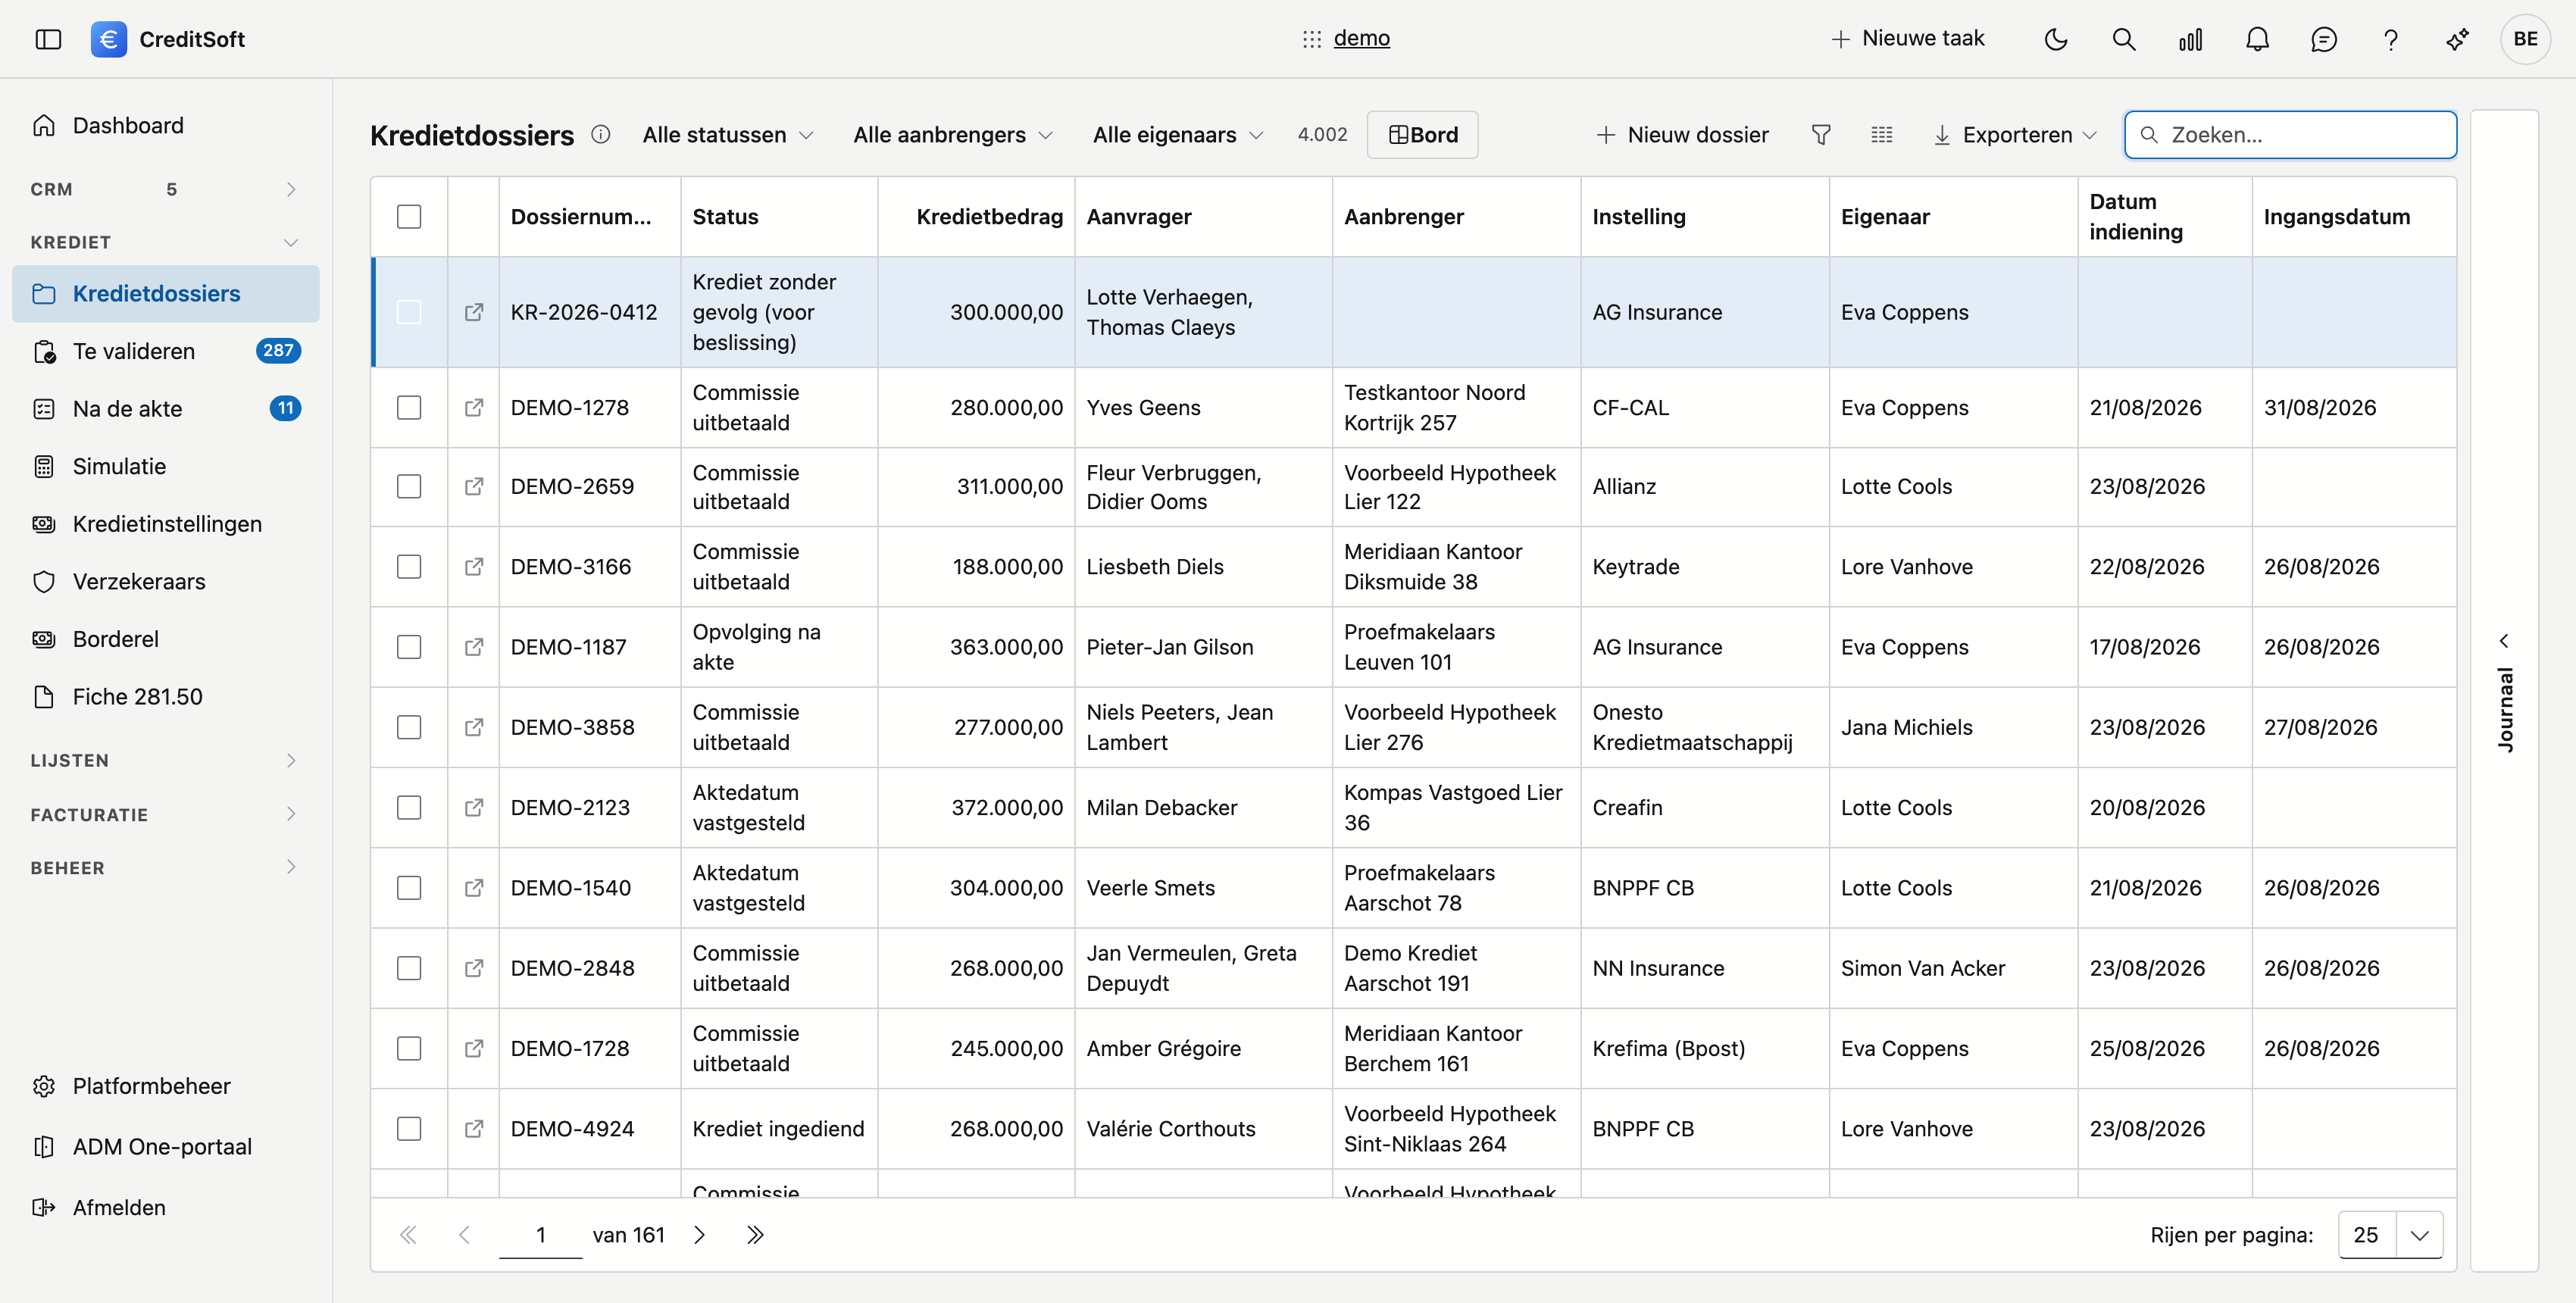 CreditSoft
demo
Nieuwe taak
BE
Dashboard
CRM 5
KREDIET
Kredietdossiers
Te valideren 287
Na de akte 11
Simulatie
Kredietinstellingen
Verzekeraars
Borderel
Fiche 281.50
LIJSTEN
FACTURATIE
BEHEER
Platformbeheer
ADM One-portaal
Afmelden
Kredietdossiers Alle statussen Alle aanbrengers Alle eigenaars 4.002 Bord Nieuw dossier Exporteren Zoeken...
Dossiernum... Status Kredietbedrag Aanvrager Aanbrenger Instelling Eigenaar Datum indiening Ingangsdatum
KR-2026-0412 Krediet zonder gevolg (voor beslissing) 300.000,00 Lotte Verhaegen, Thomas Claeys AG Insurance Eva Coppens
DEMO-1278 Commissie uitbetaald 280.000,00 Yves Geens Testkantoor Noord Kortrijk 257 CF-CAL Eva Coppens 21/08/2026 31/08/2026
DEMO-2659 Commissie uitbetaald 311.000,00 Fleur Verbruggen, Didier Ooms Voorbeeld Hypotheek Lier 122 Allianz Lotte Cools 23/08/2026
DEMO-3166 Commissie uitbetaald 188.000,00 Liesbeth Diels Meridiaan Kantoor Diksmuide 38 Keytrade Lore Vanhove 22/08/2026 26/08/2026
DEMO-1187 Opvolging na akte 363.000,00 Pieter-Jan Gilson Proefmakelaars Leuven 101 AG Insurance Eva Coppens 17/08/2026 26/08/2026
DEMO-3858 Commissie uitbetaald 277.000,00 Niels Peeters, Jean Lambert Voorbeeld Hypotheek Lier 276 Onesto Kredietmaatschappij Jana Michiels 23/08/2026 27/08/2026
DEMO-2123 Aktedatum vastgesteld 372.000,00 Milan Debacker Kompas Vastgoed Lier 36 Creafin Lotte Cools 20/08/2026
DEMO-1540 Aktedatum vastgesteld 304.000,00 Veerle Smets Proefmakelaars Aarschot 78 BNPPF CB Lotte Cools 21/08/2026 26/08/2026
DEMO-2848 Commissie uitbetaald 268.000,00 Jan Vermeulen, Greta Depuydt Demo Krediet Aarschot 191 NN Insurance Simon Van Acker 23/08/2026 26/08/2026
DEMO-1728 Commissie uitbetaald 245.000,00 Amber Grégoire Meridiaan Kantoor Berchem 161 Krefima (Bpost) Eva Coppens 25/08/2026 26/08/2026
DEMO-4924 Krediet ingediend 268.000,00 Valérie Corthouts Voorbeeld Hypotheek Sint-Niklaas 264 BNPPF CB Lore Vanhove 23/08/2026
Commissie Voorbeeld Hypotheek
1 van 161 Rijen per pagina: 25
Journaal